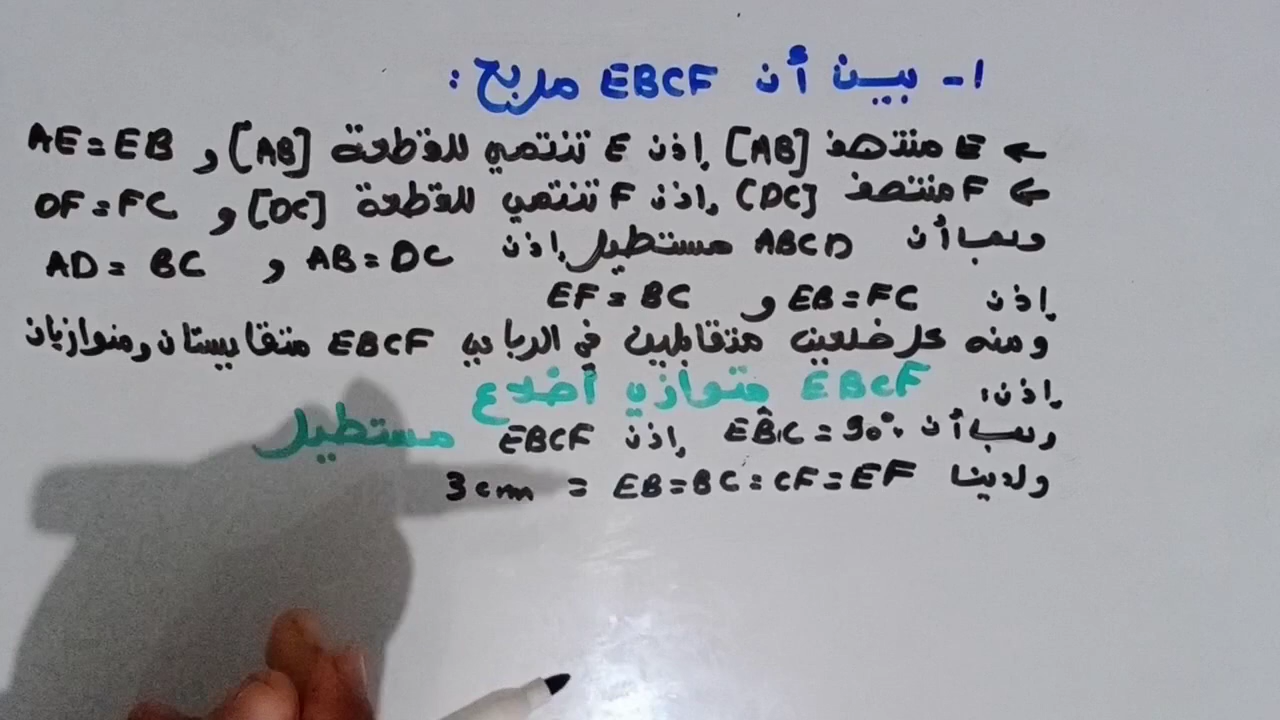 1- بين أن EBCF مربع :
← E منتصف [AB] إذن E تنتمي للقطعة [AB] و AE=EB
← F منتصف [DC] إذن F تنتمي للقطعة [DC] و DF=FC
وبما أن ABCD مستطيل إذن AB=DC و AD=BC
إذن EB=FC و EF=BC
ومنه كل ضلعين متقابلين في الرباعي EBCF متقايستان ومتوازيان
إذن: EBCF متوازي أضلاع
وبما أن EB̂C=90° إذن EBCF مستطيل
ولدينا EB=BC=CF=EF = 3cm